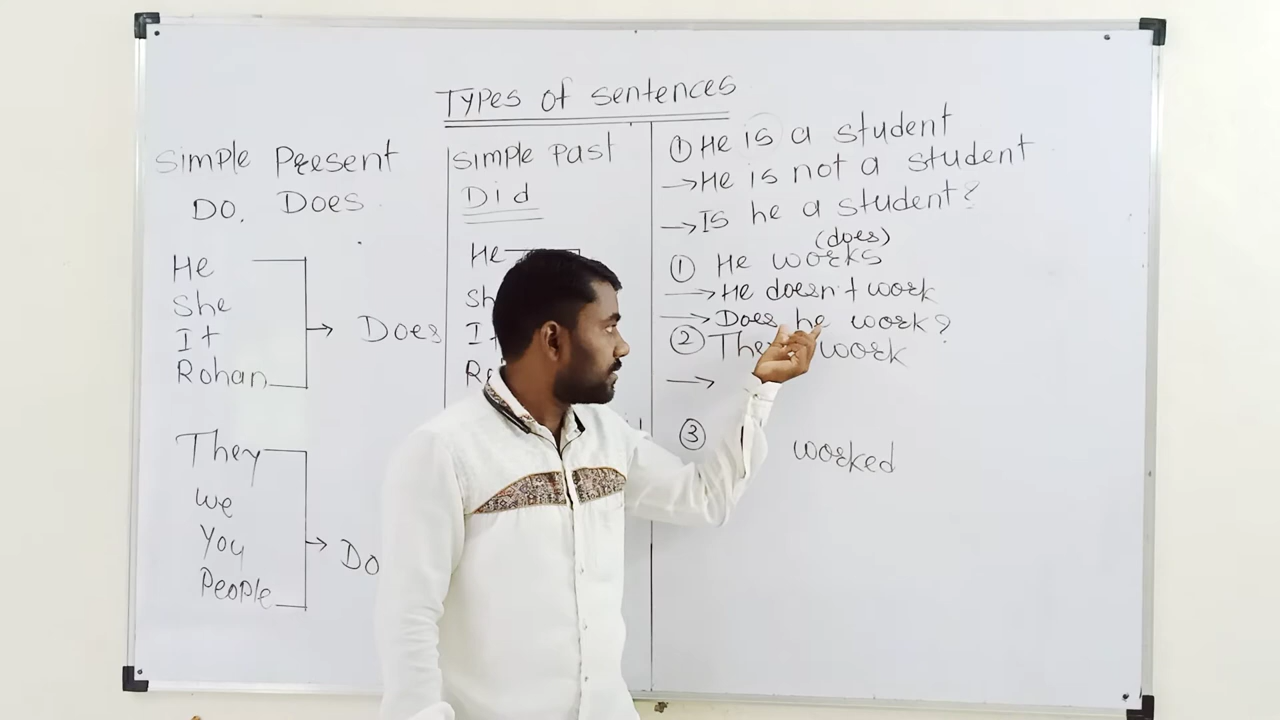 Types of sentences
Simple Present
Do, Does
He
She
It
Rohan
Does
They
We
You
People
Do
Simple Past
Did
He
① He is a student
→ He is not a student
→ Is he a student?
(does)
① He works
→ He doesn't work
→ Does he work?
② work
→
③ worked